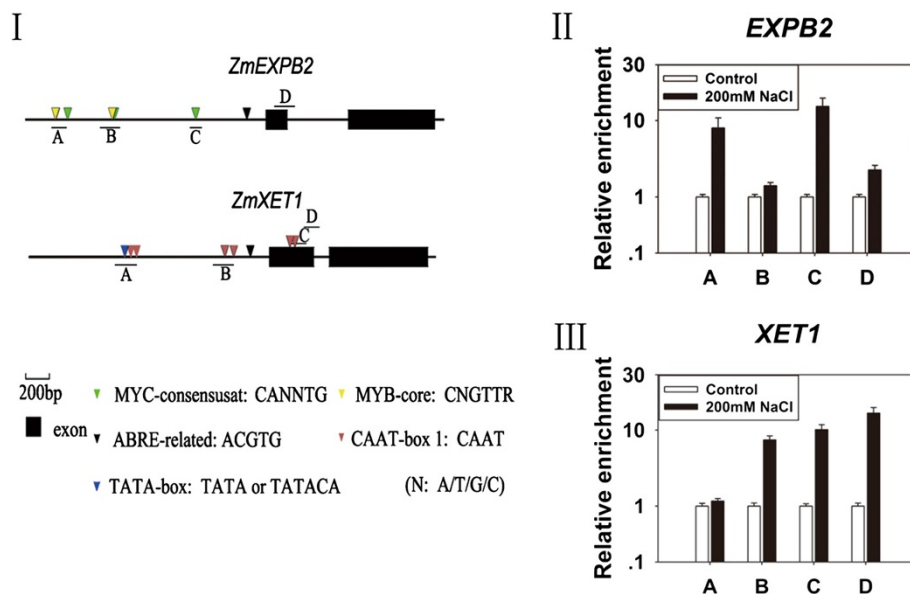 I
ZmEXPB2
D
A
B
C
ZmXET1
D
C
A
B
200bp
MYC-consensusat: CANNTG
MYB-core: CNGTTR
exon
ABRE-related: ACGTG
CAAT-box 1: CAAT
TATA-box: TATA or TATACA
(N: A/T/G/C)
II
EXPB2
Relative enrichment
30
10
1
.1
Control
200mM NaCl
A B C D
III
XET1
Relative enrichment
30
10
1
.1
Control
200mM NaCl
A B C D